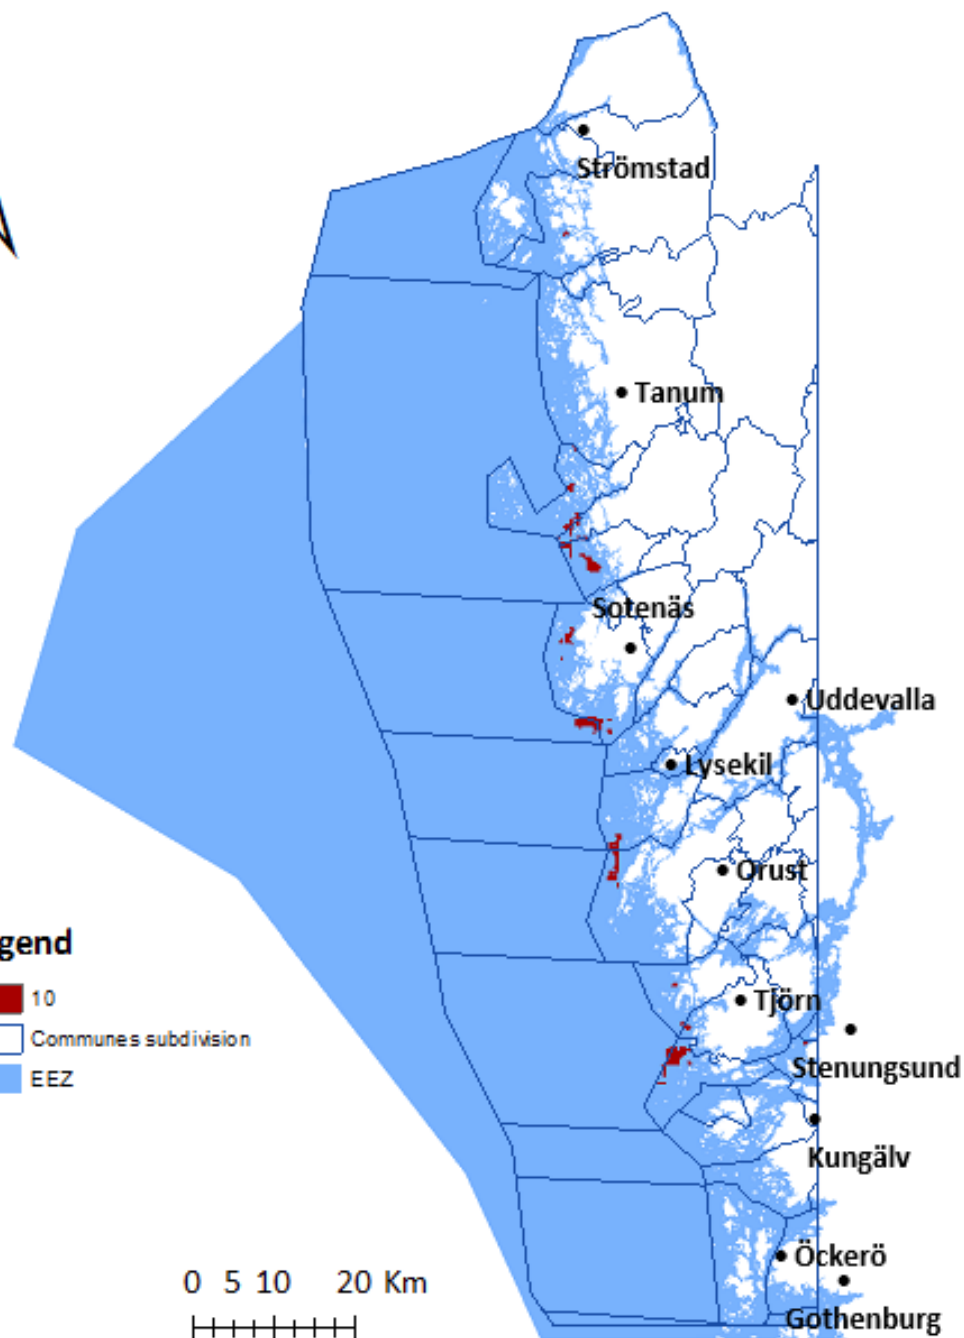 Strömstad
Tanum
Sotenäs
Uddevalla
Lysekil
Orust
gend
10
Tjörn
Communes subdivision
Stenungsund
EEZ
Kungälv
Öckerö
0 5 10 20 Km
Gothenburg